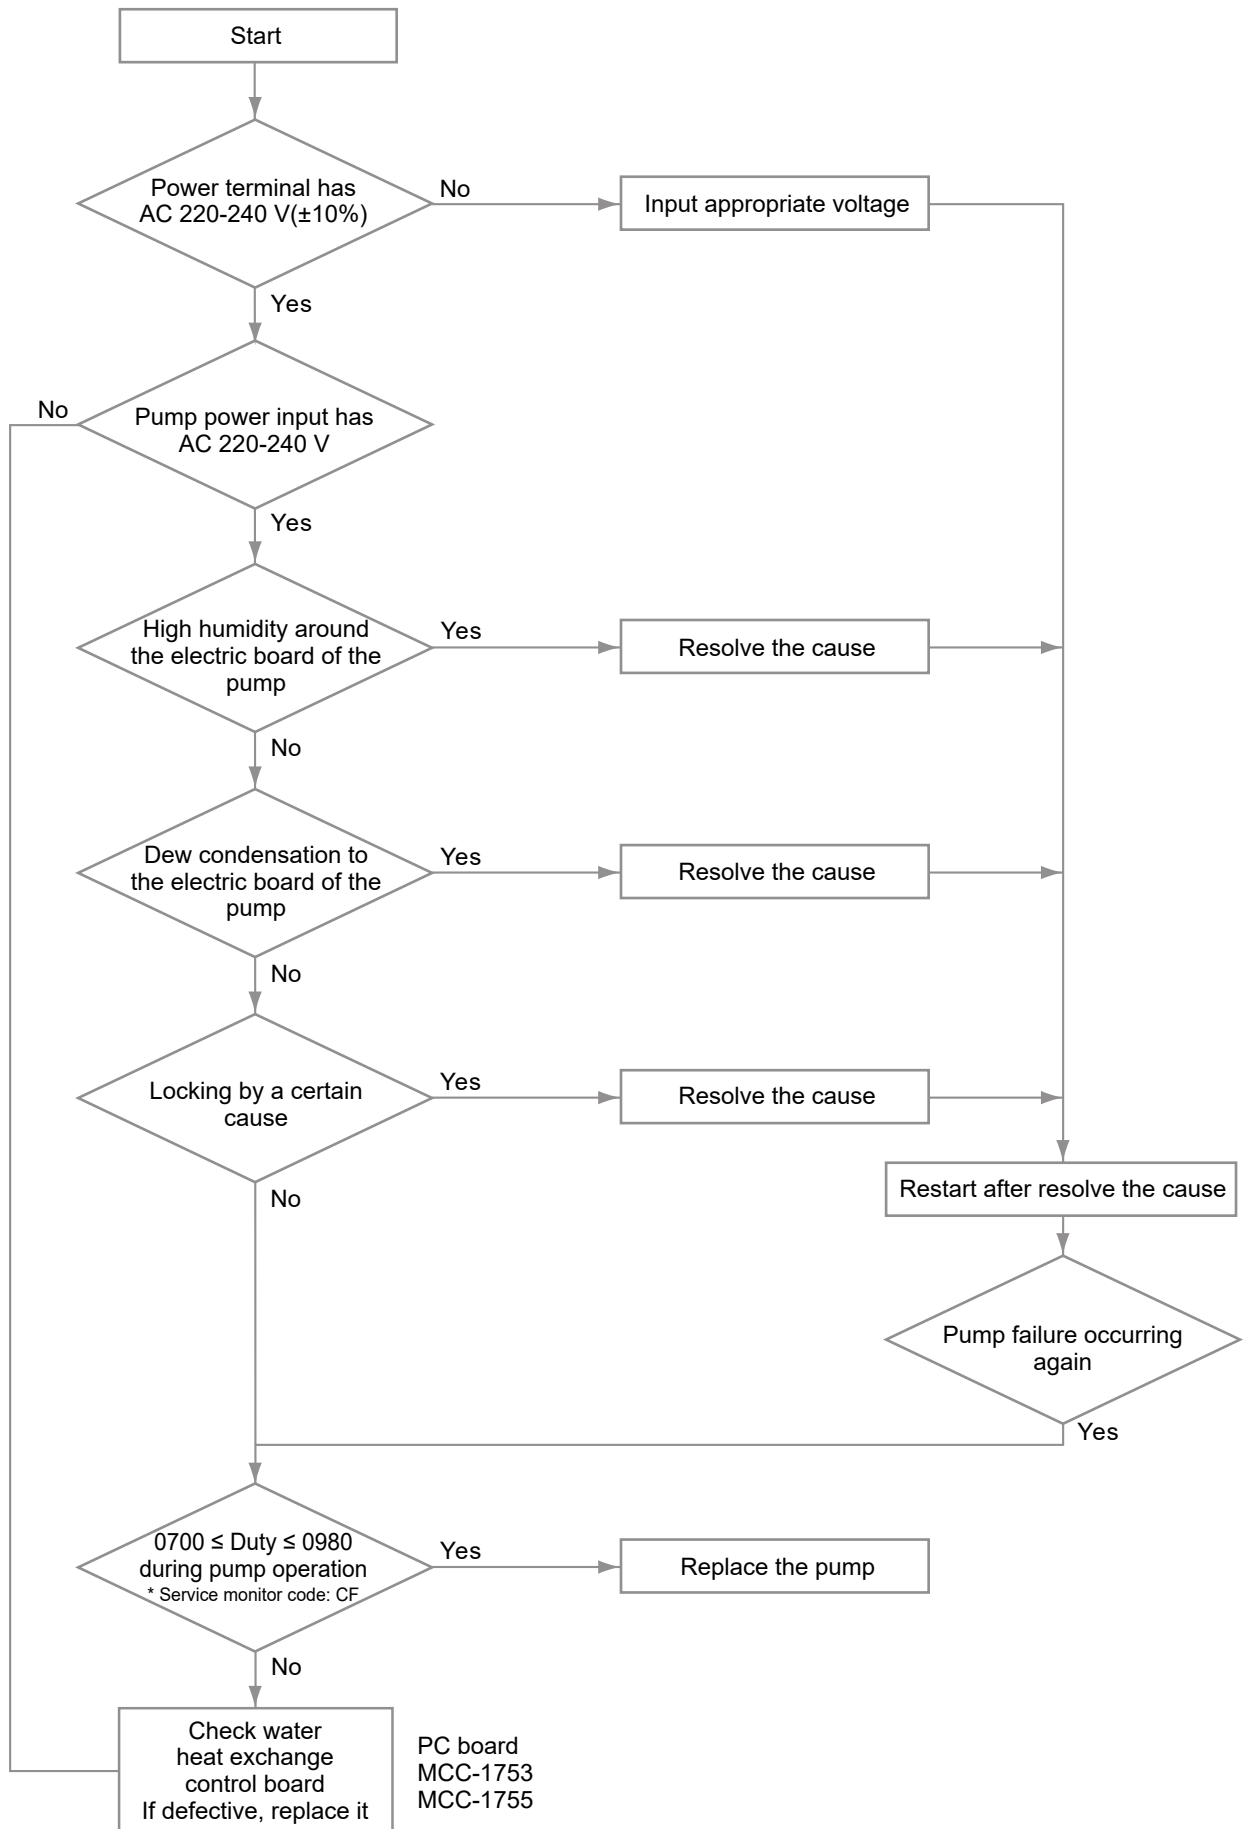 Start
Power terminal has
AC 220-240 V(±10%)
No
Input appropriate voltage
Yes
No
Pump power input has
AC 220-240 V
Yes
High humidity around
the electric board of the
pump
Yes
Resolve the cause
No
Dew condensation to
the electric board of the
pump
Yes
Resolve the cause
No
Locking by a certain
cause
Yes
Resolve the cause
No
Restart after resolve the cause
Pump failure occurring
again
Yes
0700 ≤ Duty ≤ 0980
during pump operation
* Service monitor code: CF
Yes
Replace the pump
No
Check water
heat exchange
control board
If defective, replace it
PC board
MCC-1753
MCC-1755